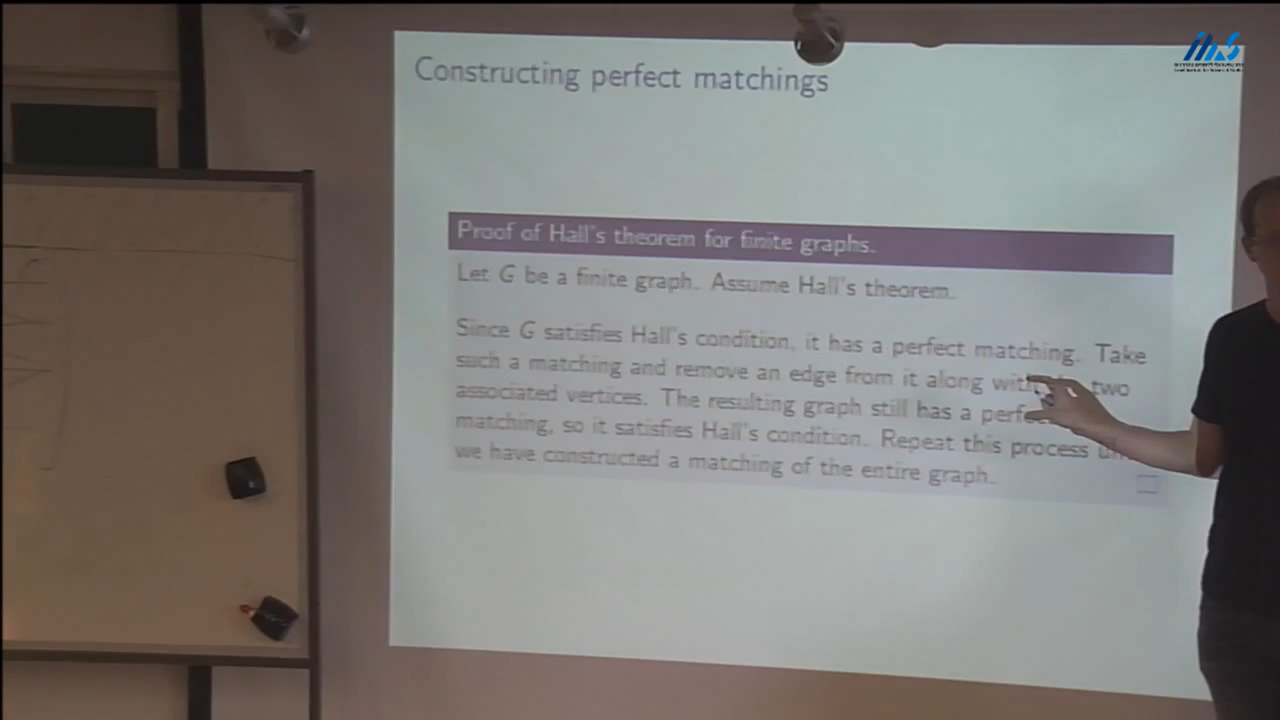 Constructing perfect matchings
Proof of Hall's theorem for finite graphs.
Let G be a finite graph. Assume Hall's theorem.
Since G satisfies Hall's condition, it has a perfect matching. Take
such a matching and remove an edge from it along with two
associated vertices. The resulting graph still has a
matching, so it satisfies Hall's condition. Repeat this process
we have constructed a matching of the entire graph.